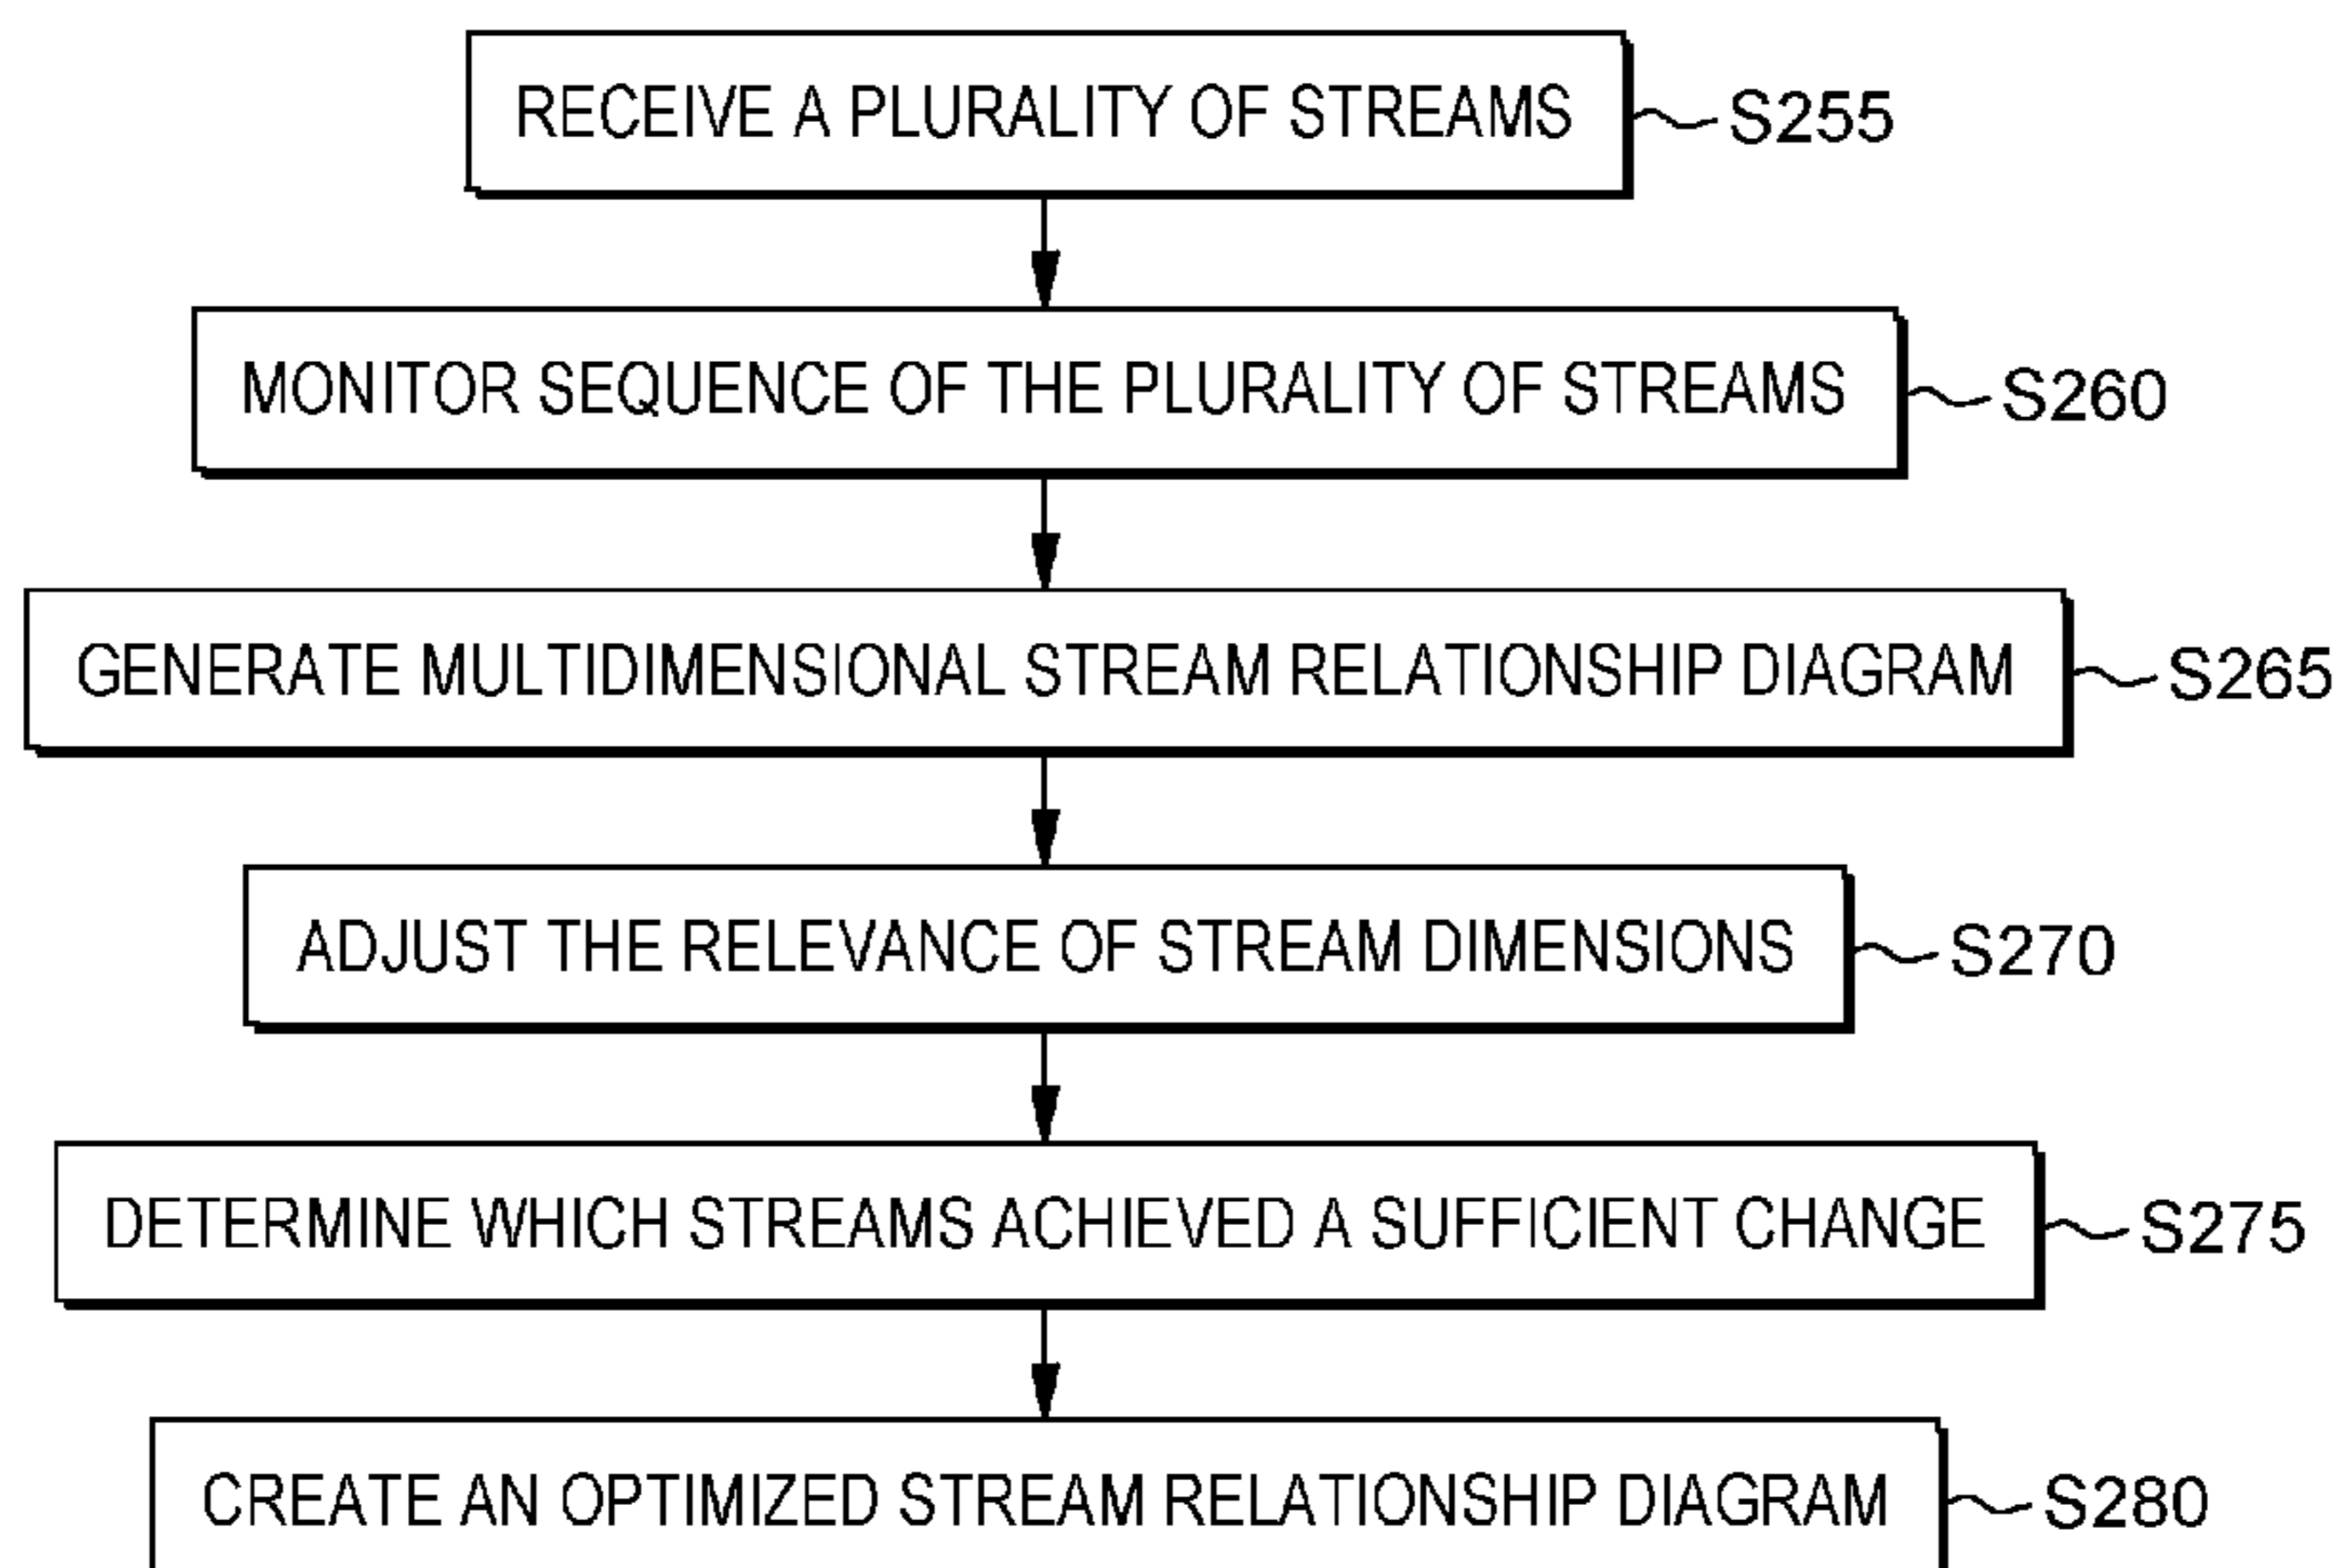 RECEIVE A PLURALITY OF STREAMS S255
MONITOR SEQUENCE OF THE PLURALITY OF STREAMS S260
GENERATE MULTIDIMENSIONAL STREAM RELATIONSHIP DIAGRAM S265
ADJUST THE RELEVANCE OF STREAM DIMENSIONS S270
DETERMINE WHICH STREAMS ACHIEVED A SUFFICIENT CHANGE S275
CREATE AN OPTIMIZED STREAM RELATIONSHIP DIAGRAM S280